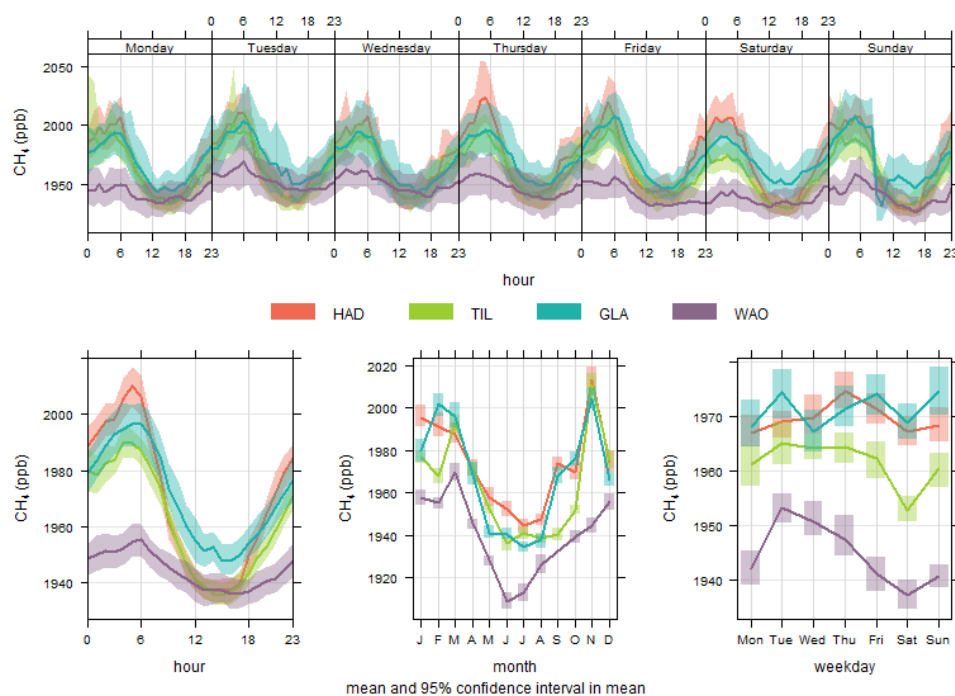 0 6 18 23 0 6 18 23 0 6 18 23
Monday Tuesday Wednesday Thursday Friday Saturday Sunday
2050
2000
1950
CH₄ (ppb)
0 6 12 18 23 0 6 12 18 23 0 6 12 18 23 0 6 12 18 23
hour
HAD TIL GLA WAO
2000
1980
1960
1940
CH₄ (ppb)
0 6 12 18 23
hour
2020
2000
1980
1960
1940
1920
CH₄ (ppb)
J F M A M J J A S O N D
month
1970
1960
1950
1940
CH₄ (ppb)
Mon Tue Wed Thu Fri Sat Sun
weekday
mean and 95% confidence interval in mean